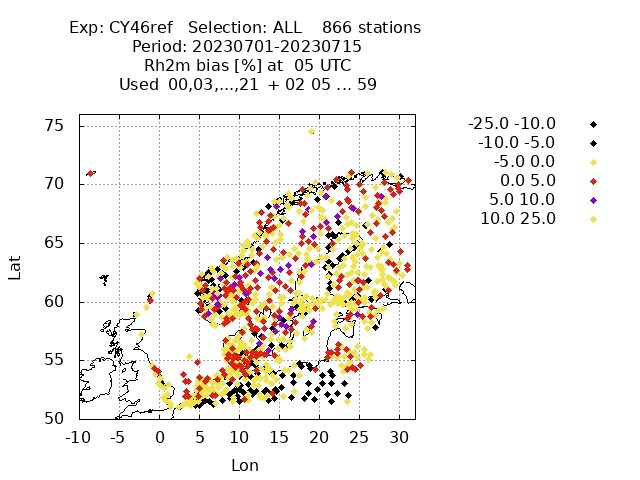 Exp: CY46ref   Selection: ALL    866 stations
Period: 20230701-20230715
Rh2m bias [%] at  05 UTC
Used  00,03,...,21  + 02 05 ... 59
-25.0 -10.0
-10.0 -5.0
-5.0 0.0
0.0 5.0
5.0 10.0
10.0 25.0
75
70
65
60
55
50
Lat
-10 -5 0 5 10 15 20 25 30
Lon